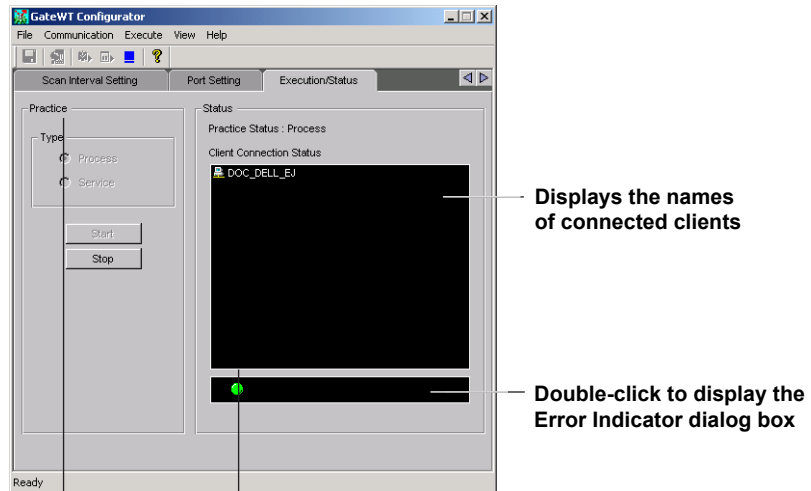 GateWT Configurator
File Communication Execute View Help
Scan Interval Setting Port Setting Execution/Status
Practice
Type
Process
Service
Start
Stop
Status
Practice Status : Process
Client Connection Status
DOC_DELL_EJ
Displays the names
of connected clients
Double-click to display the
Error Indicator dialog box
Ready